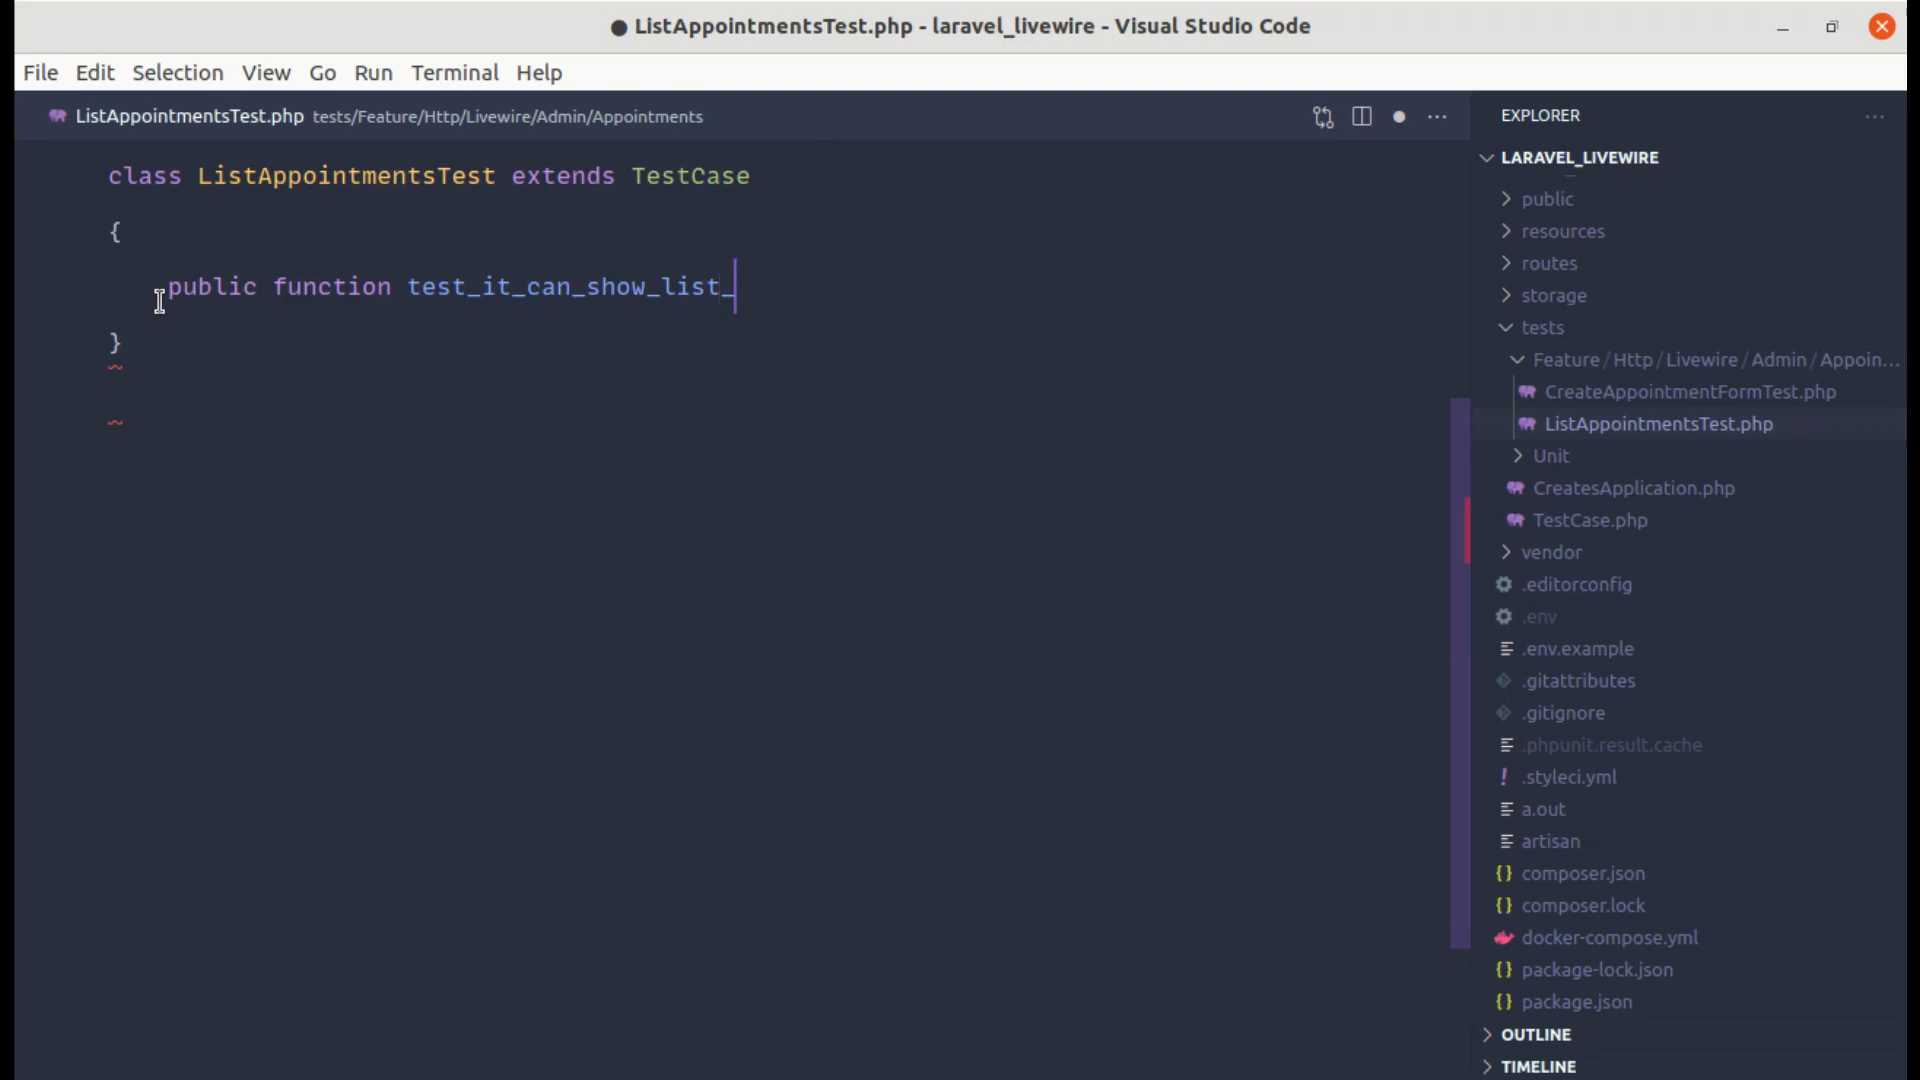 ● ListAppointmentsTest.php - laravel_livewire - Visual Studio Code
File Edit Selection View Go Run Terminal Help
ListAppointmentsTest.php tests/Feature/Http/Livewire/Admin/Appointments
class ListAppointmentsTest extends TestCase
{
public function test_it_can_show_list_
}
EXPLORER
LARAVEL_LIVEWIRE
public
resources
routes
storage
tests
Feature / Http / Livewire / Admin / Appoin...
CreateAppointmentFormTest.php
ListAppointmentsTest.php
Unit
CreatesApplication.php
TestCase.php
vendor
.editorconfig
.env
.env.example
.gitattributes
.gitignore
.phpunit.result.cache
.styleci.yml
a.out
artisan
composer.json
composer.lock
docker-compose.yml
package-lock.json
package.json
OUTLINE
TIMELINE